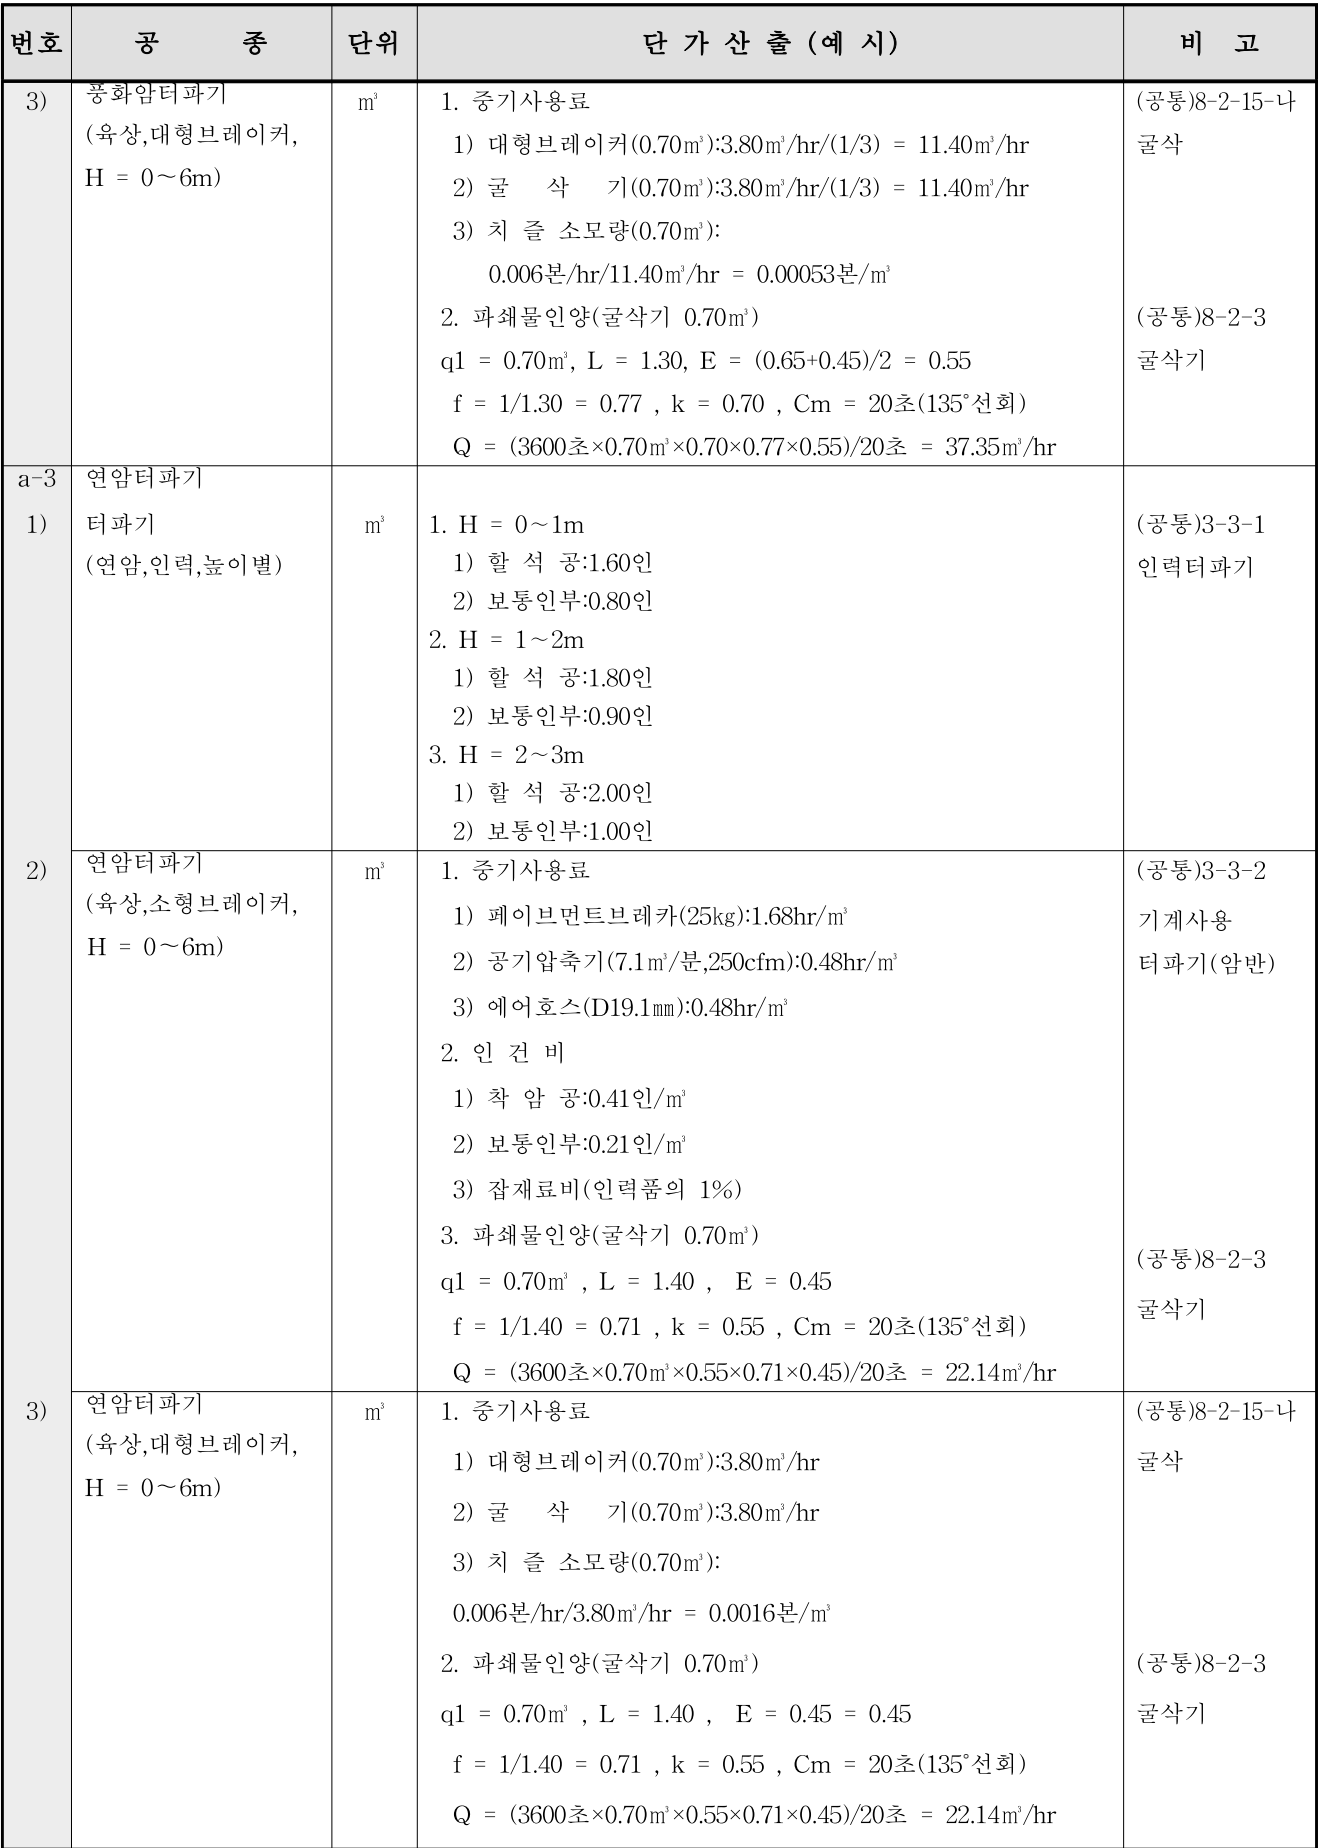 번호 공 종 단위 단 가 산 출 (예 시) 비 고
3) 풍화암터파기 ㎥ 1. 중기사용료 (공통)8-2-15-나
(육상,대형브레이커, 1) 대형브레이커(0.70㎥):3.80㎥/hr/(1/3) = 11.40㎥/hr 굴삭
H = 0～6m) 2) 굴 삭 기(0.70㎥):3.80㎥/hr/(1/3) = 11.40㎥/hr
3) 치 즐 소모량(0.70㎥):
0.006본/hr/11.40㎥/hr = 0.00053본/㎥
2. 파쇄물인양(굴삭기 0.70㎥) (공통)8-2-3
q1 = 0.70㎥, L = 1.30, E = (0.65+0.45)/2 = 0.55 굴삭기
f = 1/1.30 = 0.77 , k = 0.70 , Cm = 20초(135°선회)
Q = (3600초×0.70㎥×0.70×0.77×0.55)/20초 = 37.35㎥/hr
a-3 연암터파기
1) 터파기 ㎥ 1. H = 0～1m (공통)3-3-1
(연암,인력,높이별) 1) 할 석 공:1.60인 인력터파기
2) 보통인부:0.80인
2. H = 1～2m
1) 할 석 공:1.80인
2) 보통인부:0.90인
3. H = 2～3m
1) 할 석 공:2.00인
2) 보통인부:1.00인
2) 연암터파기 ㎥ 1. 중기사용료 (공통)3-3-2
(육상,소형브레이커, 1) 페이브먼트브레카(25㎏):1.68hr/㎥ 기계사용
H = 0～6m) 2) 공기압축기(7.1㎥/분,250cfm):0.48hr/㎥ 터파기(암반)
3) 에어호스(D19.1㎜):0.48hr/㎥
2. 인 건 비
1) 착 암 공:0.41인/㎥
2) 보통인부:0.21인/㎥
3) 잡재료비(인력품의 1%)
3. 파쇄물인양(굴삭기 0.70㎥) (공통)8-2-3
q1 = 0.70㎥ , L = 1.40 , E = 0.45 굴삭기
f = 1/1.40 = 0.71 , k = 0.55 , Cm = 20초(135°선회)
Q = (3600초×0.70㎥×0.55×0.71×0.45)/20초 = 22.14㎥/hr
3) 연암터파기 ㎥ 1. 중기사용료 (공통)8-2-15-나
(육상,대형브레이커, 1) 대형브레이커(0.70㎥):3.80㎥/hr 굴삭
H = 0～6m) 2) 굴 삭 기(0.70㎥):3.80㎥/hr
3) 치 즐 소모량(0.70㎥):
0.006본/hr/3.80㎥/hr = 0.0016본/㎥
2. 파쇄물인양(굴삭기 0.70㎥) (공통)8-2-3
q1 = 0.70㎥ , L = 1.40 , E = 0.45 = 0.45 굴삭기
f = 1/1.40 = 0.71 , k = 0.55 , Cm = 20초(135°선회)
Q = (3600초×0.70㎥×0.55×0.71×0.45)/20초 = 22.14㎥/hr